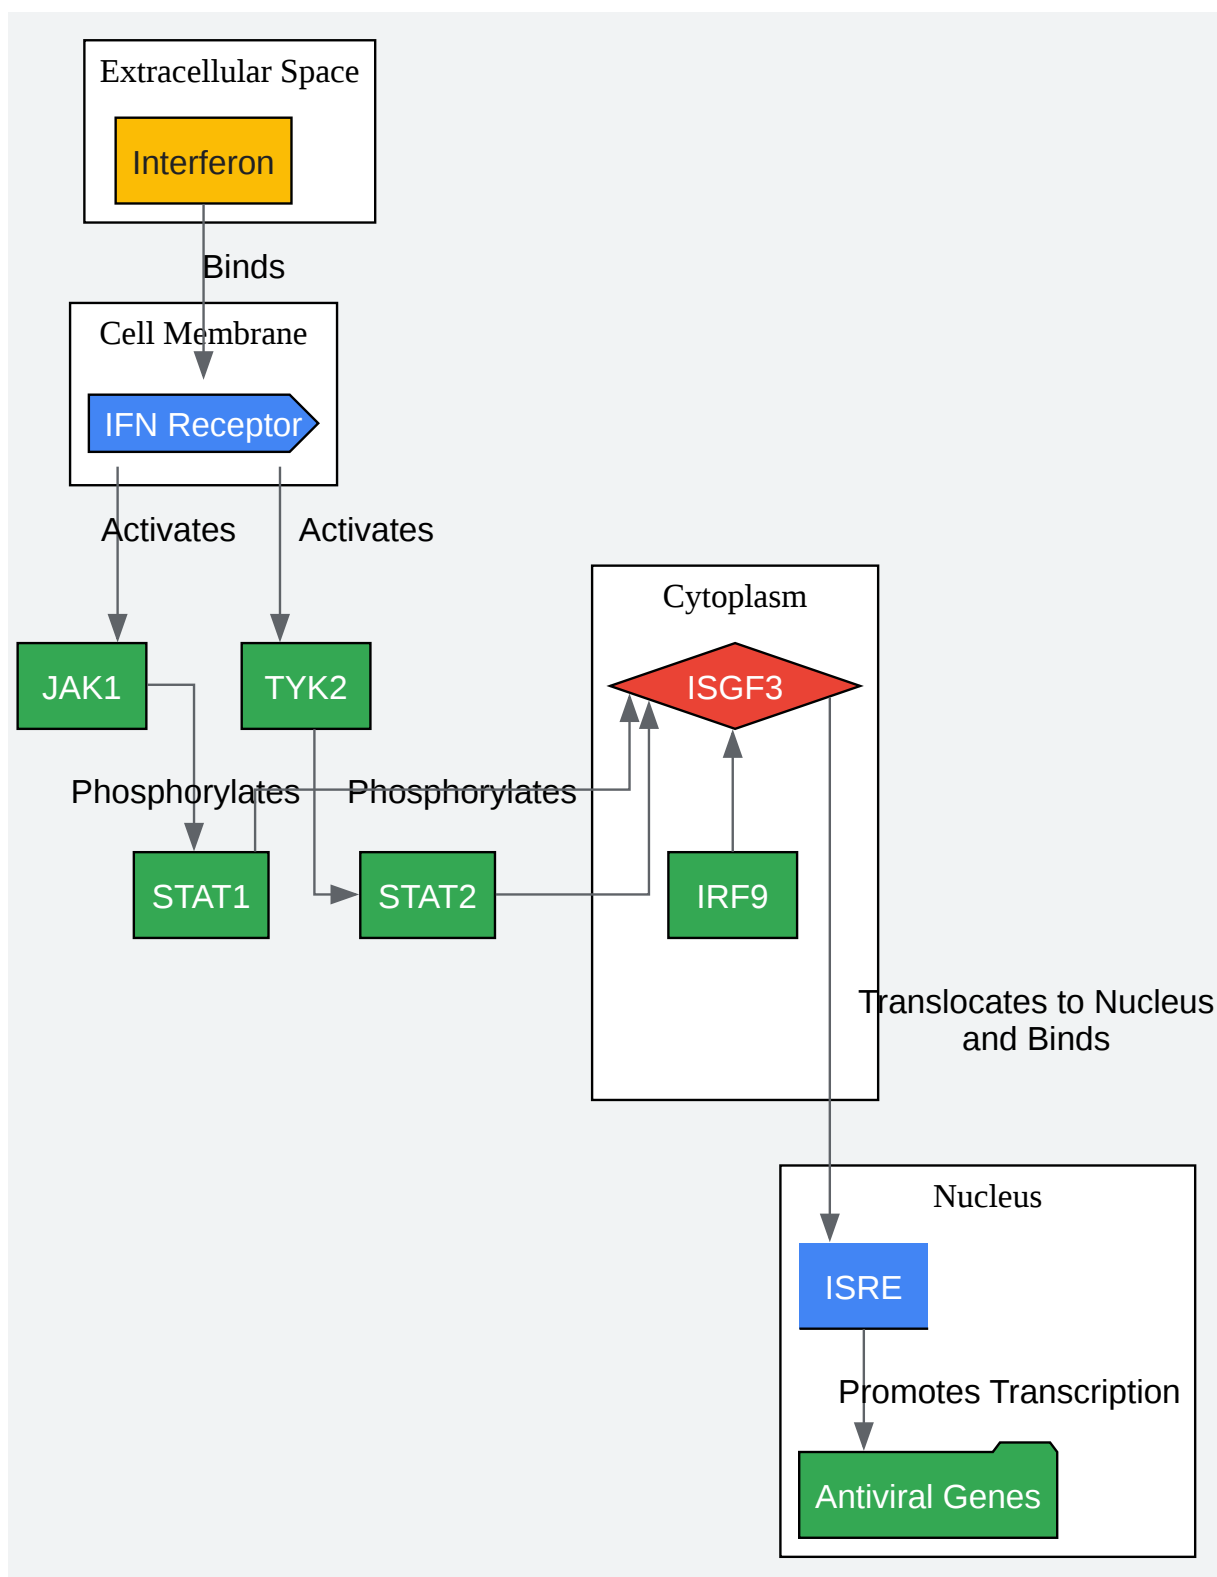 Extracellular Space
Interferon
Binds
Cell Membrane
IFN Receptor
Activates
Activates
Cytoplasm
JAK1
TYK2
ISGF3
Phosphorylates
Phosphorylates
STAT1
STAT2
IRF9
Translocates to Nucleus
and Binds
Nucleus
ISRE
Promotes Transcription
Antiviral Genes